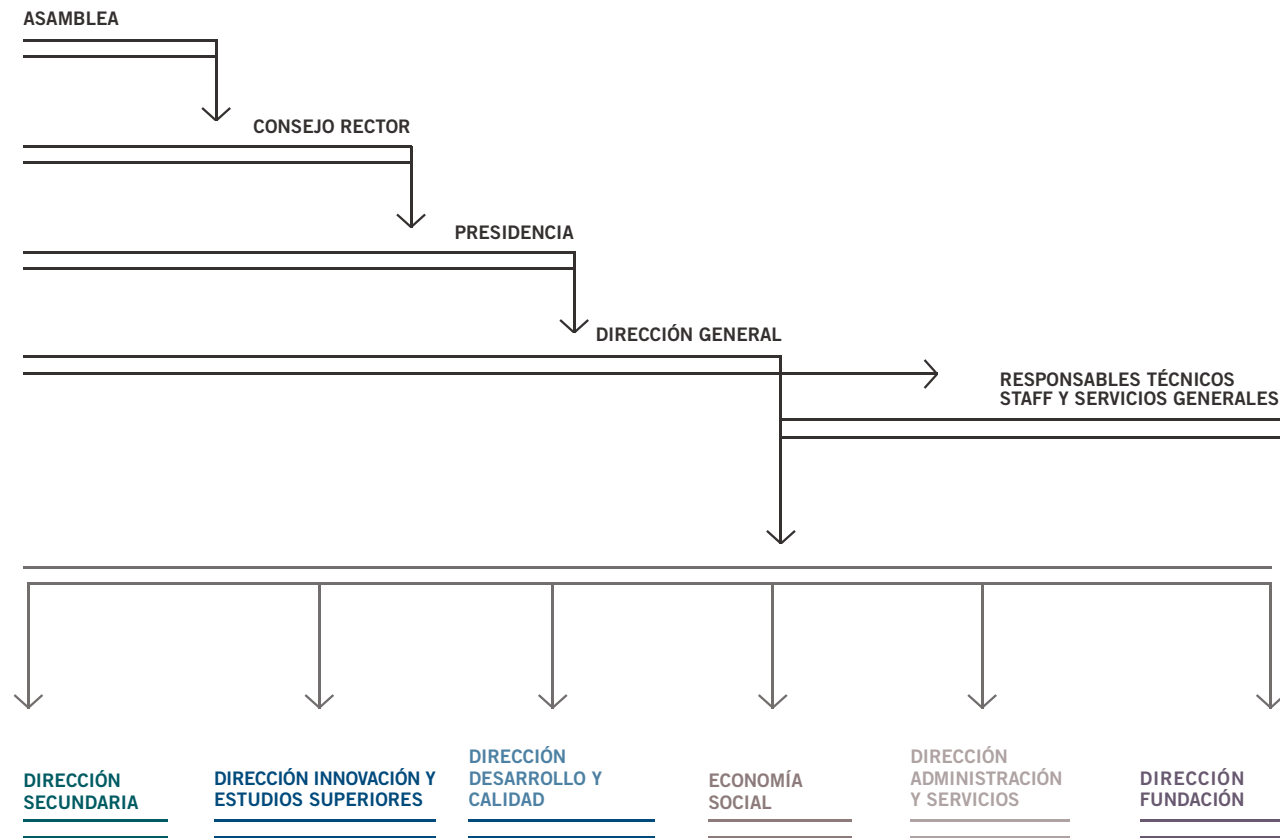 ASAMBLEA
CONSEJO RECTOR
PRESIDENCIA
DIRECCIÓN GENERAL
RESPONSABLES TÉCNICOS
STAFF Y SERVICIOS GENERALES
DIRECCIÓN
SECUNDARIA
DIRECCIÓN INNOVACIÓN Y
ESTUDIOS SUPERIORES
DIRECCIÓN
DESARROLLO Y
CALIDAD
ECONOMÍA
SOCIAL
DIRECCIÓN
ADMINISTRACIÓN
Y SERVICIOS
DIRECCIÓN
FUNDACIÓN